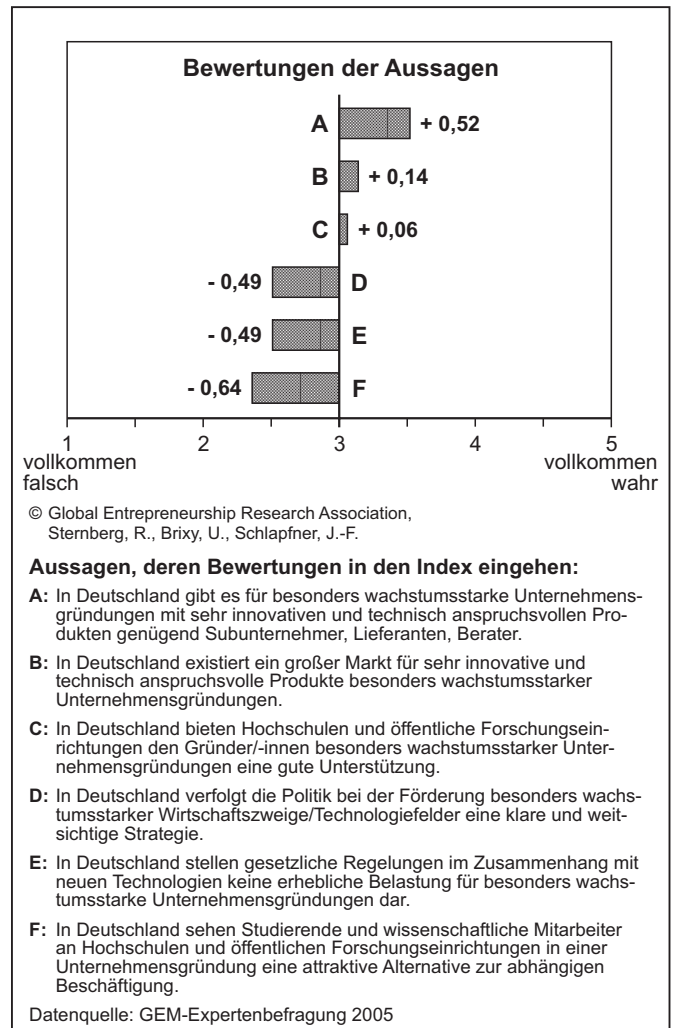 Bewertungen der Aussagen
A + 0,52
B + 0,14
C + 0,06
- 0,49 D
- 0,49 E
- 0,64 F
1 2 3 4 5
vollkommen vollkommen
falsch wahr
© Global Entrepreneurship Research Association,
Sternberg, R., Brixy, U., Schlapfner, J.-F.
Aussagen, deren Bewertungen in den Index eingehen:
A: In Deutschland gibt es für besonders wachstumsstarke Unternehmens-
gründungen mit sehr innovativen und technisch anspruchsvollen Pro-
dukten genügend Subunternehmer, Lieferanten, Berater.
B: In Deutschland existiert ein großer Markt für sehr innovative und
technisch anspruchsvolle Produkte besonders wachstumsstarker
Unternehmensgründungen.
C: In Deutschland bieten Hochschulen und öffentliche Forschungsein-
richtungen den Gründer/-innen besonders wachstumsstarker Unter-
nehmensgründungen eine gute Unterstützung.
D: In Deutschland verfolgt die Politik bei der Förderung besonders wachs-
tumsstarker Wirtschaftszweige/Technologiefelder eine klare und weit-
sichtige Strategie.
E: In Deutschland stellen gesetzliche Regelungen im Zusammenhang mit
neuen Technologien keine erhebliche Belastung für besonders wachs-
tumsstarke Unternehmensgründungen dar.
F: In Deutschland sehen Studierende und wissenschaftliche Mitarbeiter
an Hochschulen und öffentlichen Forschungseinrichtungen in einer
Unternehmensgründung eine attraktive Alternative zur abhängigen
Beschäftigung.
Datenquelle: GEM-Expertenbefragung 2005